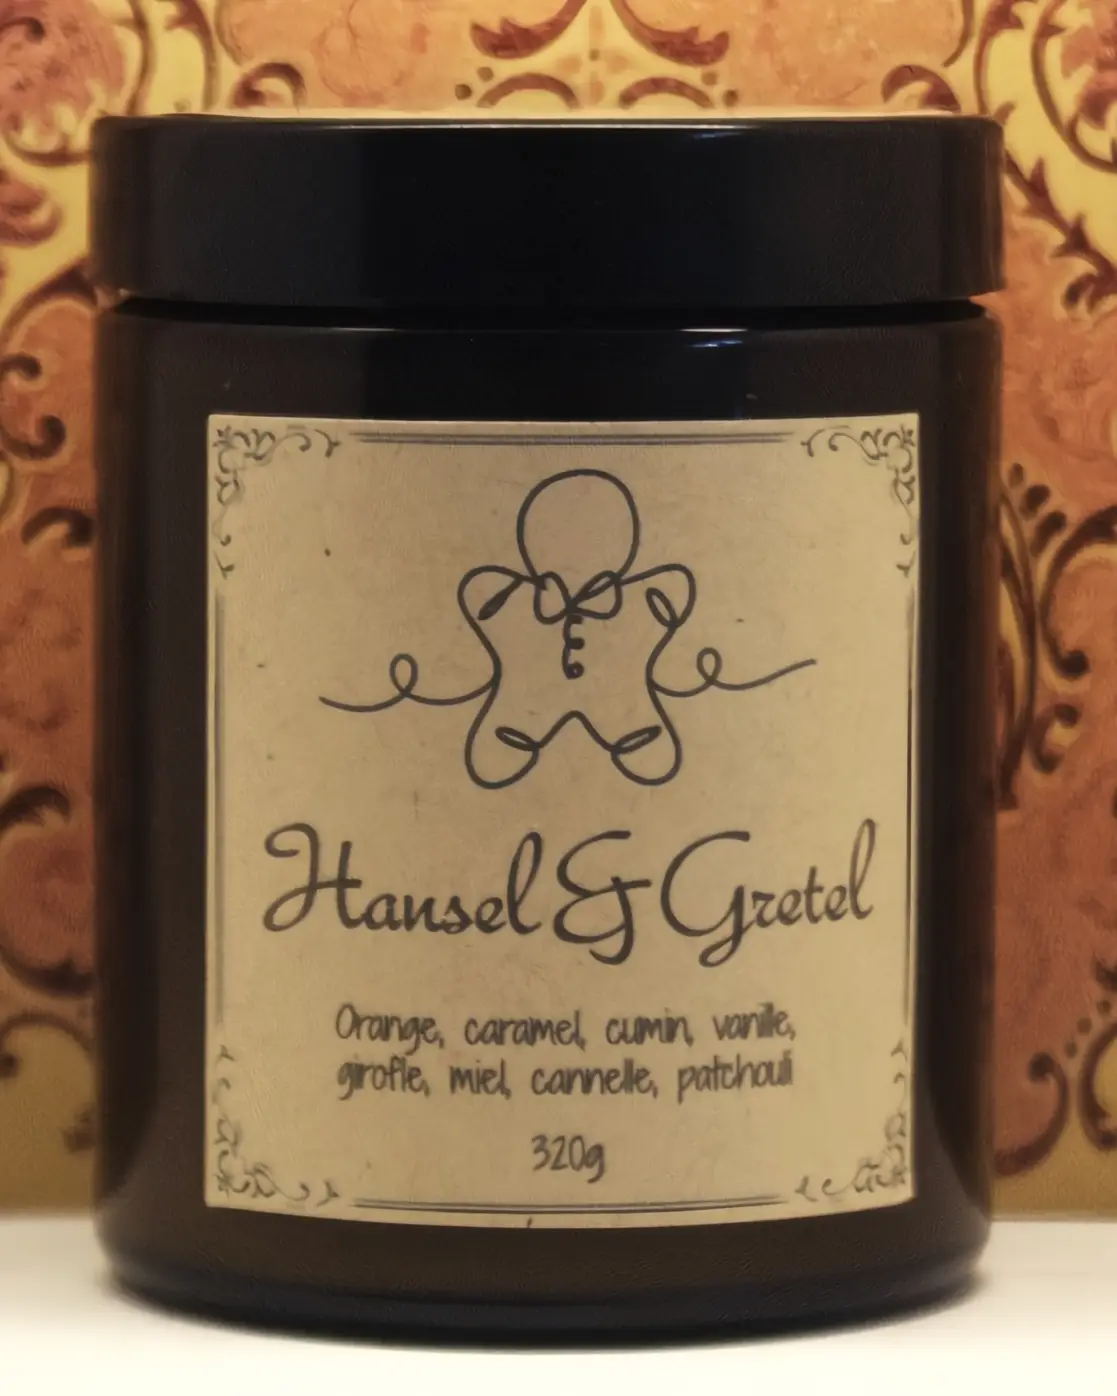 Hansel & Gretel
Orange, caramel, cumin, vanille,
girofle, miel, cannelle, patchouli
320g